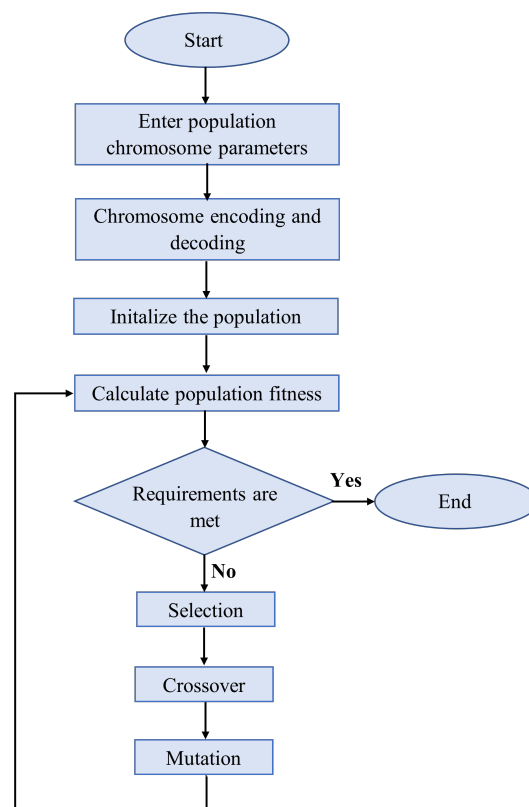 Start
Enter population
chromosome parameters
Chromosome encoding and
decoding
Initalize the population
Calculate population fitness
Requirements are
met
Yes
End
No
Selection
Crossover
Mutation